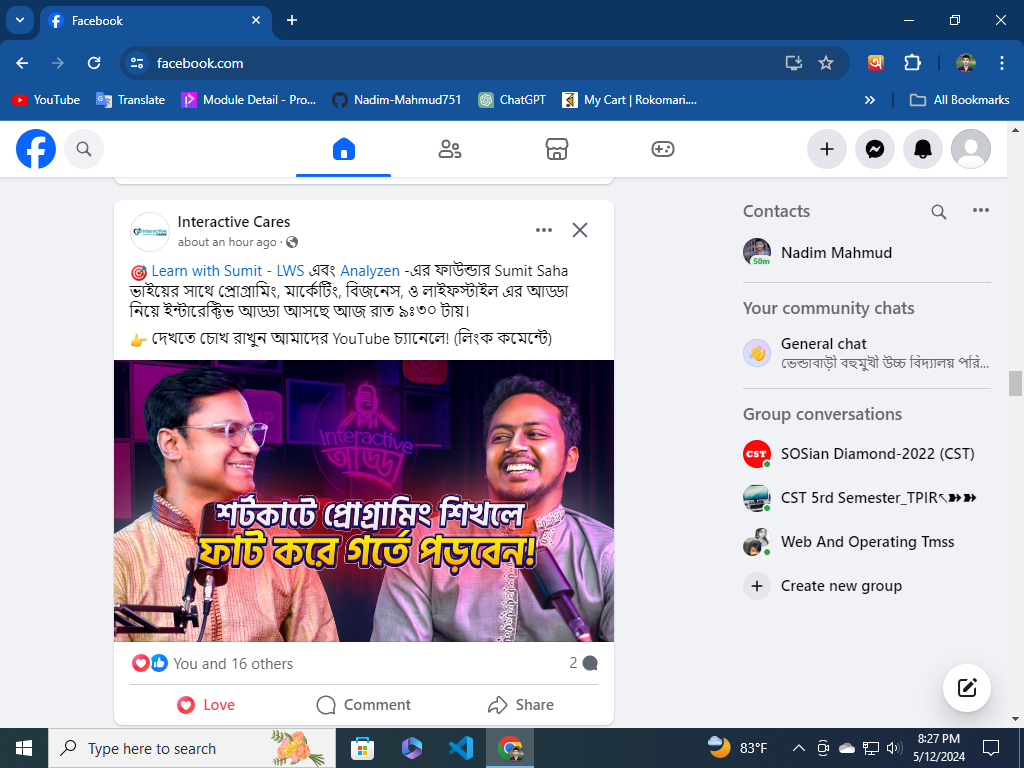 Facebook
facebook.com
YouTube
Translate
Module Detail - Pro...
Nadim-Mahmud751
ChatGPT
My Cart | Rokomari....
All Bookmarks
Interactive Cares
about an hour ago ·
🎯 Learn with Sumit - LWS এবং Analyzen -এর ফাউন্ডার Sumit Saha
ভাইয়ের সাথে প্রোগ্রামিং, মার্কেটিং, বিজনেস, ও লাইফস্টাইল এর আড্ডা
নিয়ে ইন্টারেক্টিভ আড্ডা আসছে আজ রাত ৯ঃ৩০ টায়।
👉 দেখতে চোখ রাখুন আমাদের YouTube চ্যানেলে! (লিংক কমেন্টে)
Interactive
আড্ডা
শর্টকাটে প্রোগ্রামিং শিখলে
ফাট করে গর্তে পড়বেন!
You and 16 others
2
Love
Comment
Share
Contacts
Nadim Mahmud
50m
Your community chats
General chat
ভেন্ডাবাড়ী বহুমুখী উচ্চ বিদ্যালয় পরি...
Group conversations
CST
SOSian Diamond-2022 (CST)
CST 5rd Semester_TPIR↖➽➽
Web And Operating Tmss
Create new group
Type here to search
83°F
8:27 PM
5/12/2024